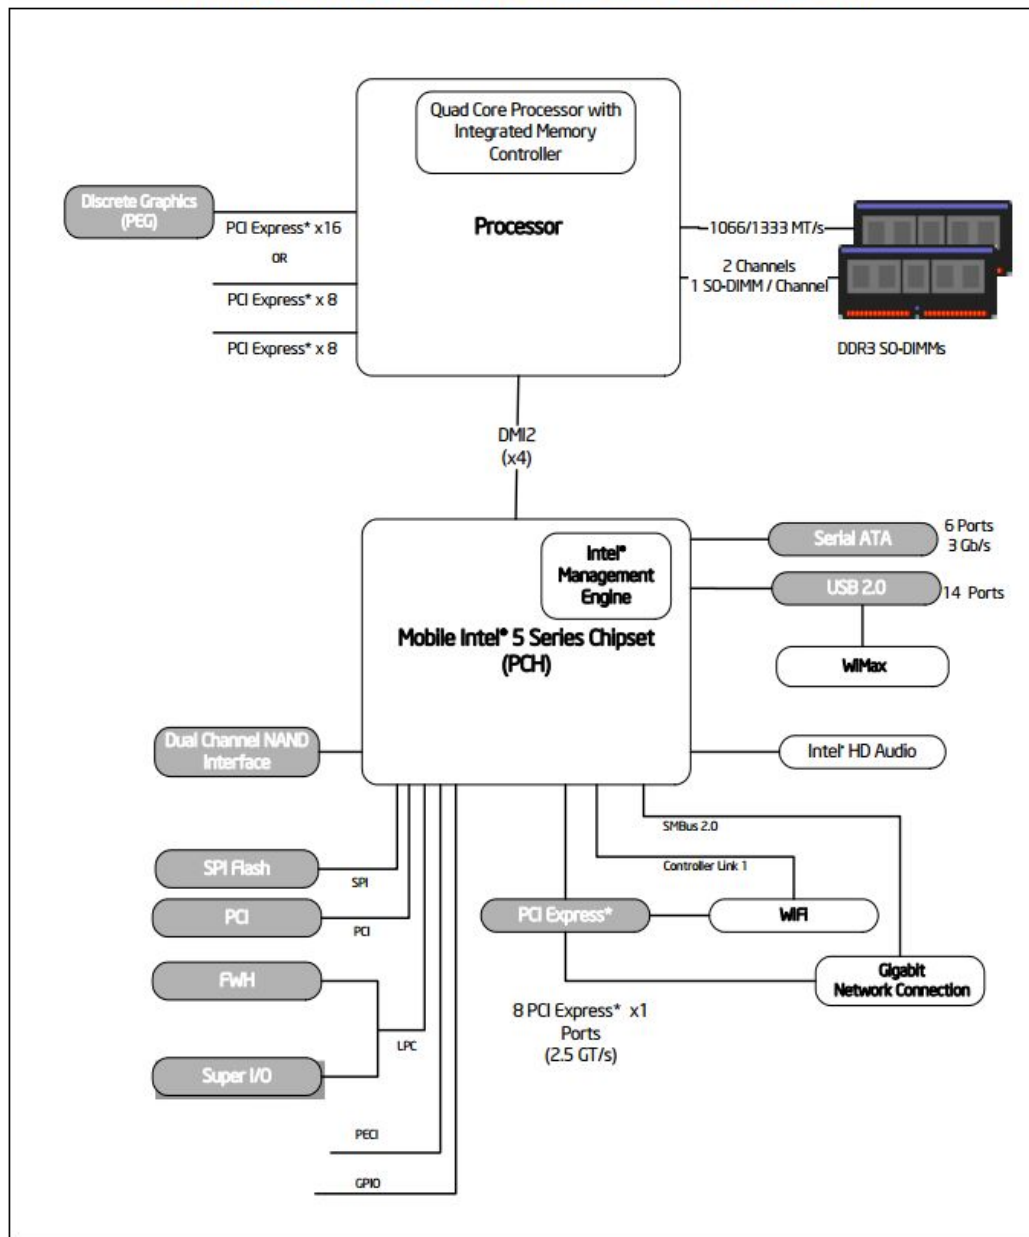 Quad Core Processor with
Integrated Memory
Controller
Processor
Discrete Graphics
(PEG)
PCI Express* x16
OR
PCI Express* x 8
PCI Express* x 8
1066/1333 MT/s
2 Channels
1 SO-DIMM / Channel
DDR3 SO-DIMMs
DMI2
(x4)
Intel®
Management
Engine
Mobile Intel® 5 Series Chipset
(PCH)
Serial ATA
6 Ports
3 Gb/s
USB 2.0
14 Ports
WiMax
Dual Channel NAND
Interface
Intel® HD Audio
SMBus 2.0
Controller Link 1
SPI Flash
SPI
PCI
PCI
PCI Express*
WiFi
FWH
Gigabit
Network Connection
8 PCI Express* x1
Ports
(2.5 GT/s)
LPC
Super I/O
PECI
GPIO